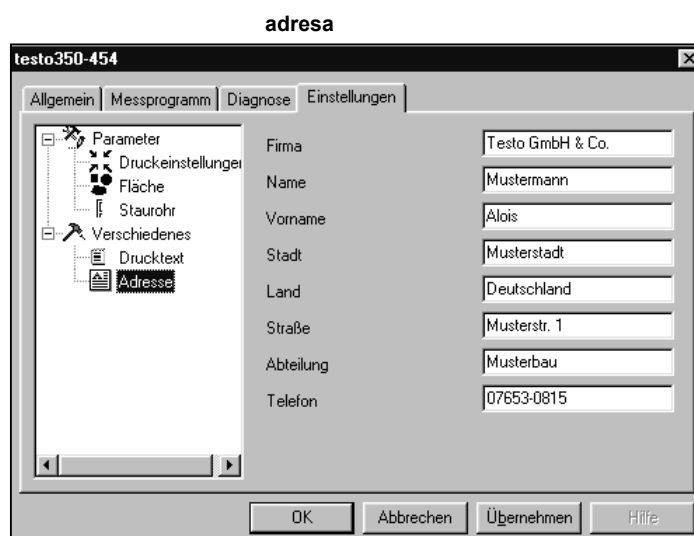 adresa
testo350-454
Allgemein Messprogramm Diagnose Einstellungen
Parameter
Druckeinstellunger
Fläche
Staurohr
Verschiedenes
Drucktext
Adresse
Firma Testo GmbH & Co.
Name Mustermann
Vorname Alois
Stadt Musterstadt
Land Deutschland
Straße Musterstr. 1
Abteilung Musterbau
Telefon 07653-0815
OK Abbrechen Übernehmen Hilfe